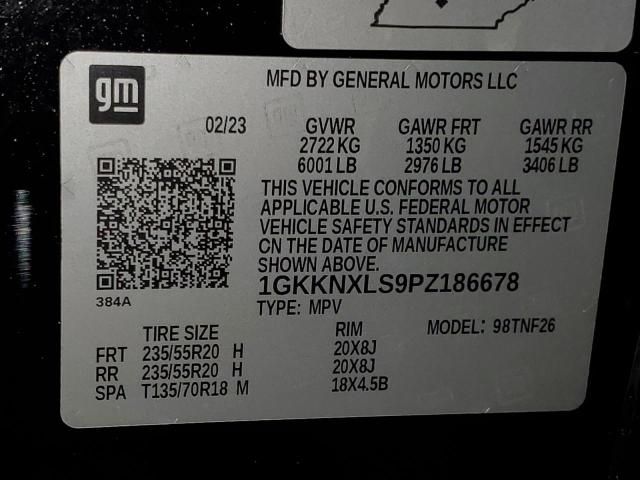 gm
MFD BY GENERAL MOTORS LLC
02/23 GVWR GAWR FRT GAWR RR
2722 KG 1350 KG 1545 KG
6001 LB 2976 LB 3406 LB
THIS VEHICLE CONFORMS TO ALL
APPLICABLE U.S. FEDERAL MOTOR
VEHICLE SAFETY STANDARDS IN EFFECT
ON THE DATE OF MANUFACTURE
SHOWN ABOVE.
1GKKNXLS9PZ186678
384A
TYPE: MPV
TIRE SIZE RIM MODEL: 98TNF26
FRT 235/55R20 H 20X8J
RR 235/55R20 H 20X8J
SPA T135/70R18 M 18X4.5B